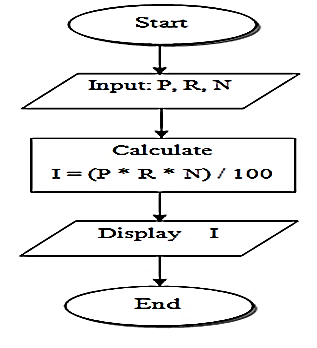 Start
Input: P, R, N
Calculate
I = (P * R * N) / 100
Display I
End